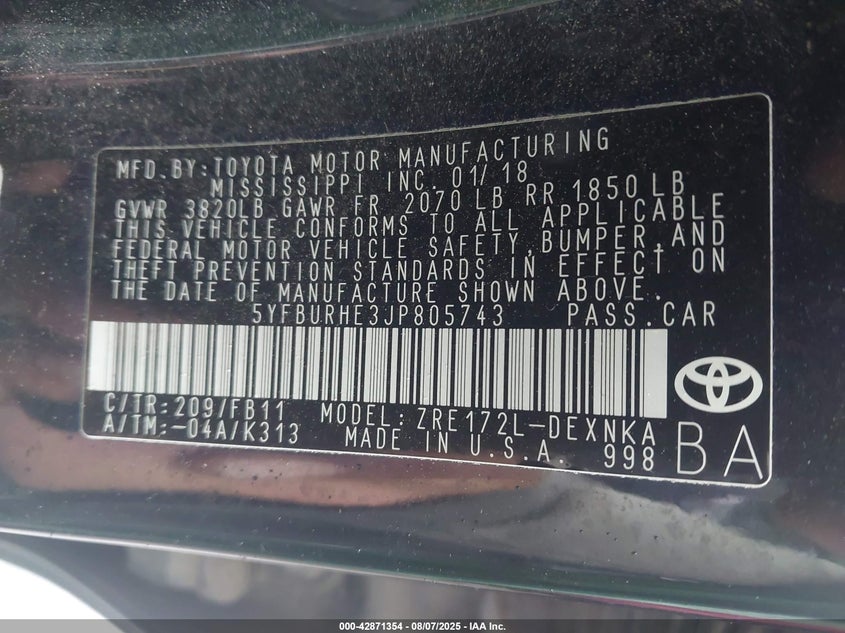 MFD. BY: TOYOTA MOTOR MANUFACTURING
MISSISSIPPI INC. 01/18
GVWR 3820LB GAWR FR 2070 LB RR 1850 LB
THIS VEHICLE CONFORMS TO ALL APPLICABLE
FEDERAL MOTOR VEHICLE SAFETY, BUMPER, AND
THEFT PREVENTION STANDARDS IN EFFECT ON
THE DATE OF MANUFACTURE SHOWN ABOVE.
5YFBURHE3JP805743 PASS. CAR
C/TR: 209/FB11 MODEL: ZRE172L-DEXNKA
A/TM: -04A/K313 MADE IN U.S.A. 998 BA
000-42871354 - 08/07/2025 - IAA Inc.